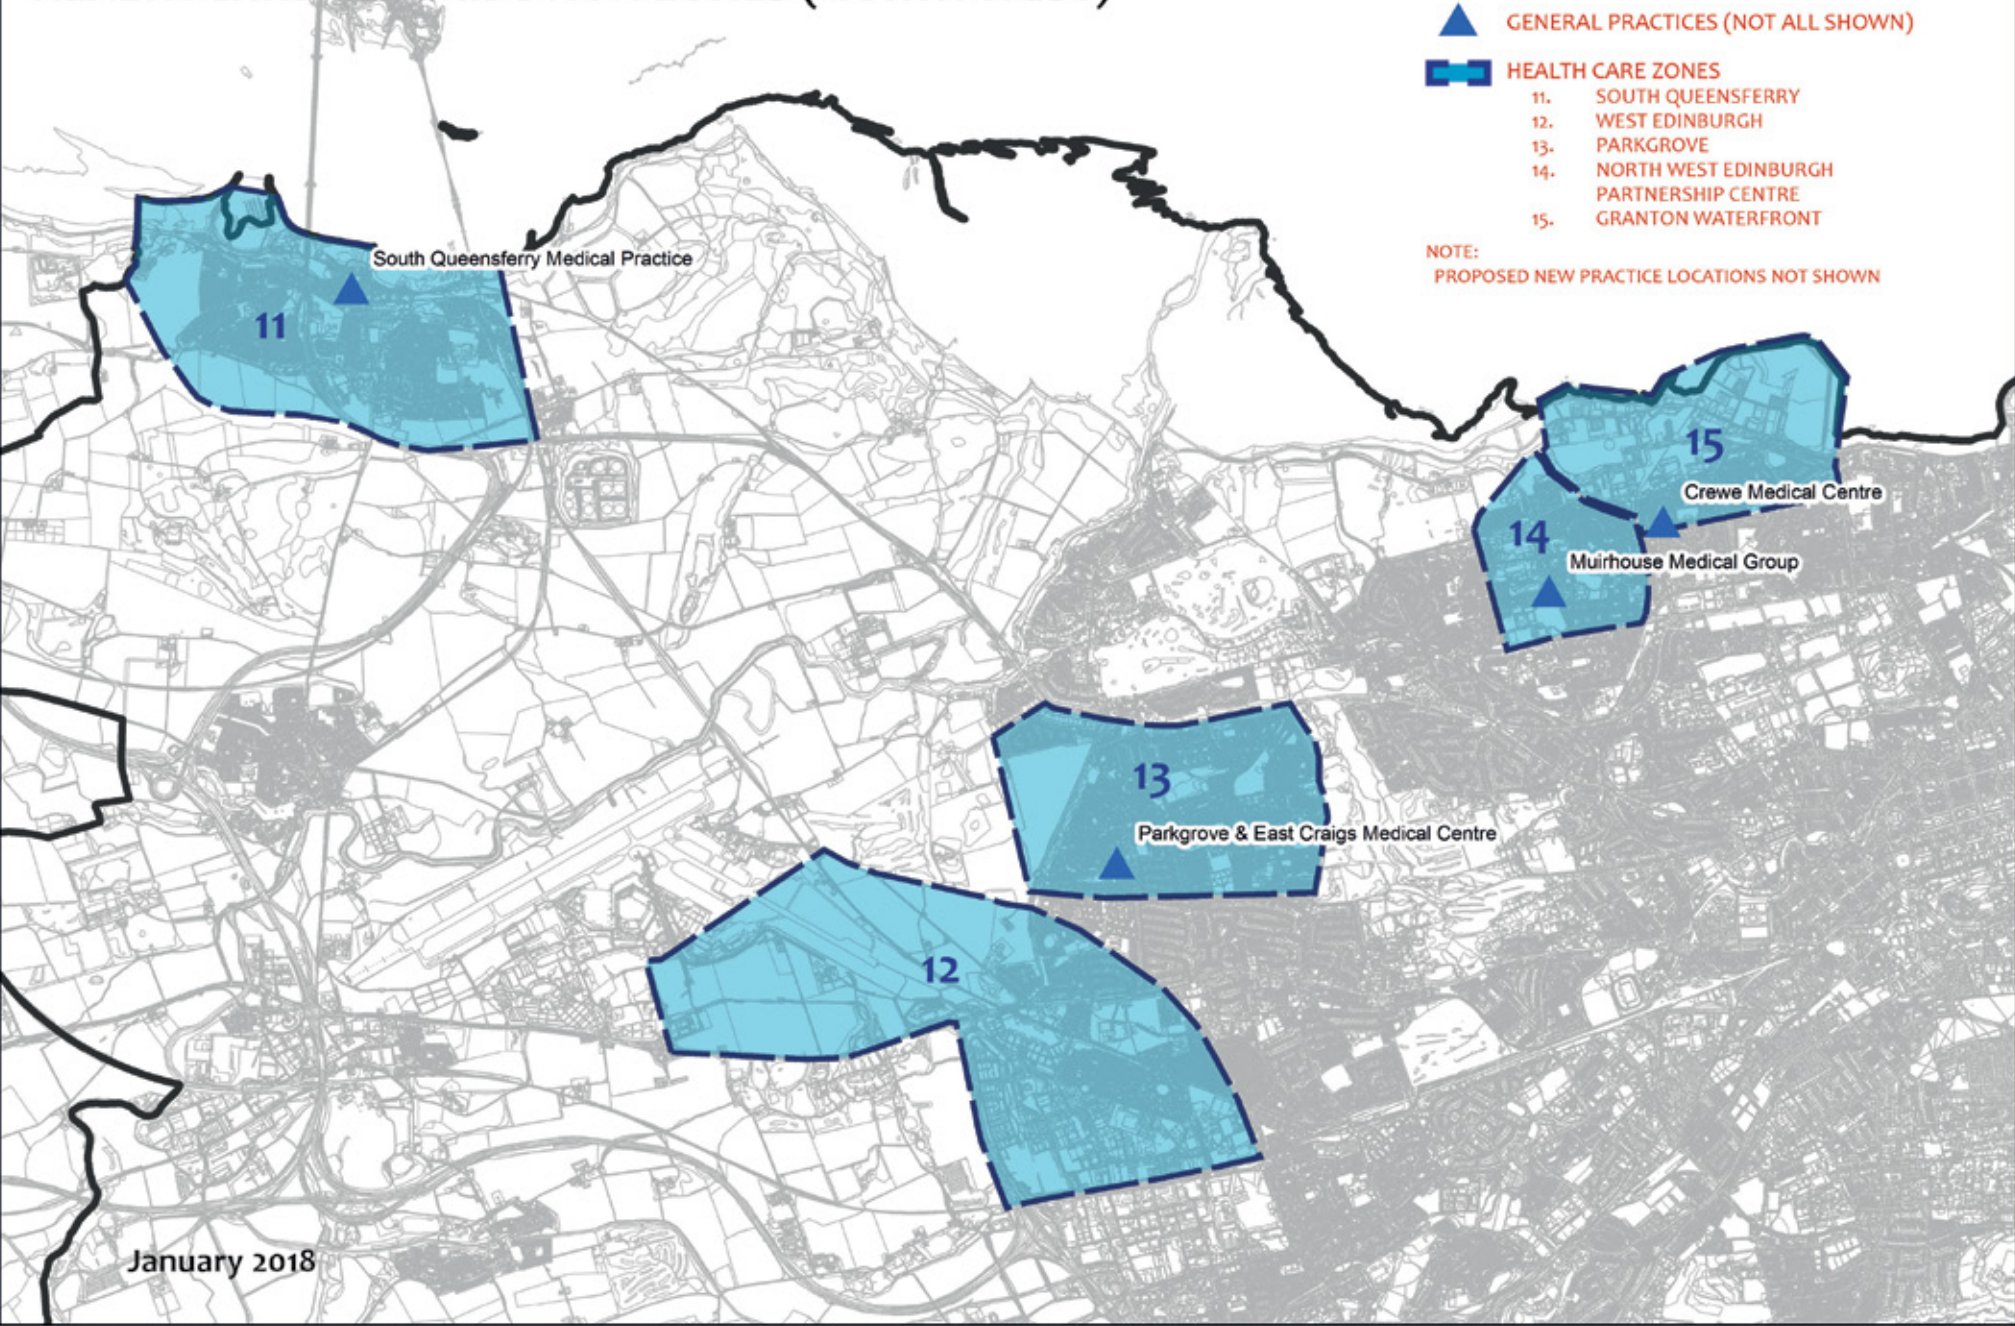 GENERAL PRACTICES (NOT ALL SHOWN)
HEALTH CARE ZONES
11. SOUTH QUEENSFERRY
12. WEST EDINBURGH
13. PARKGROVE
14. NORTH WEST EDINBURGH
PARTNERSHIP CENTRE
15. GRANTON WATERFRONT
NOTE:
PROPOSED NEW PRACTICE LOCATIONS NOT SHOWN
South Queensferry Medical Practice
11
15
Crewe Medical Centre
14
Muirhouse Medical Group
13
Parkgrove & East Craigs Medical Centre
12
January 2018